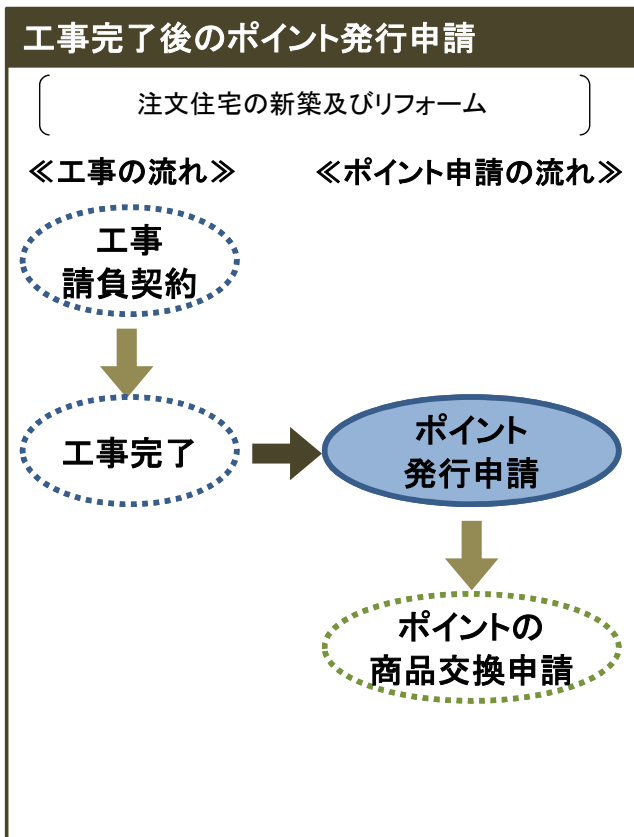 工事完了後のポイント発行申請
注文住宅の新築及びリフォーム
≪工事の流れ≫
≪ポイント申請の流れ≫
工事
請負契約
工事完了
ポイント
発行申請
ポイントの
商品交換申請